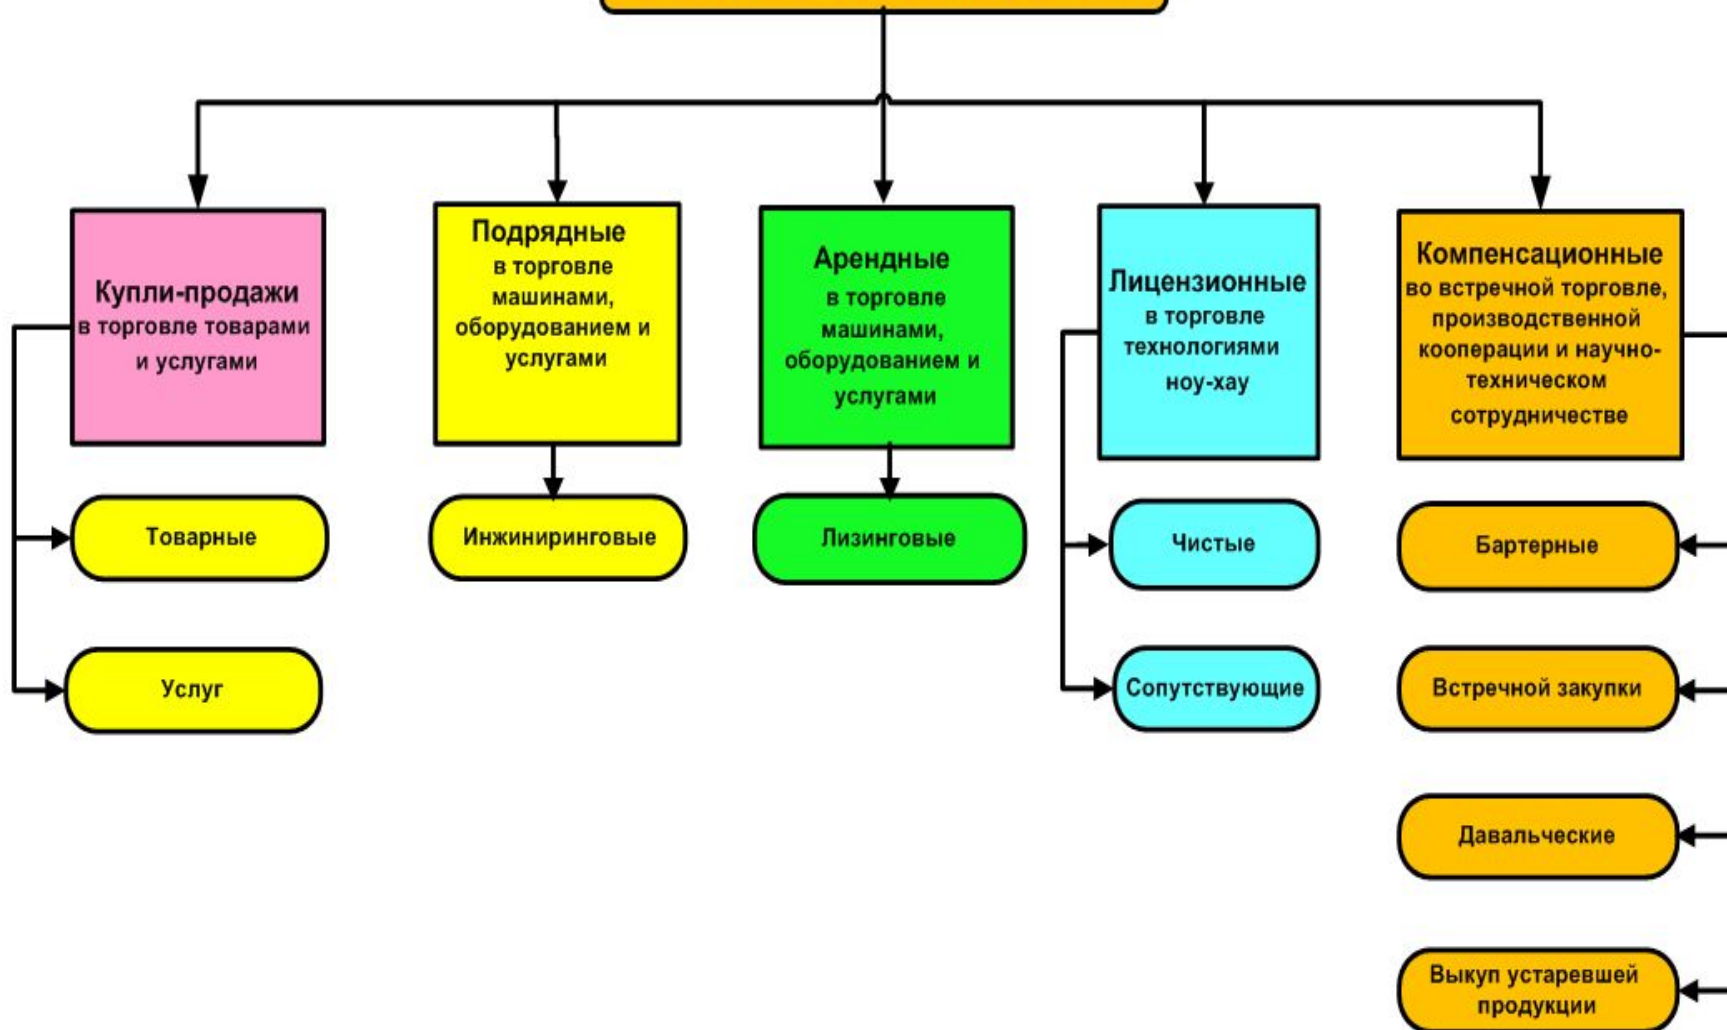 Купли-продажи
в торговле товарами
и услугами
Подрядные
в торговле
машинами,
оборудованием и
услугами
Арендные
в торговле
машинами,
оборудованием и
услугами
Лицензионные
в торговле
технологиями
ноу-хау
Компенсационные
во встречной торговле,
производственной
кооперации и научно-
техническом
сотрудничестве
Товарные
Инжиниринговые
Лизинговые
Чистые
Бартерные
Услуг
Сопутствующие
Встречной закупки
Давальческие
Выкуп устаревшей
продукции